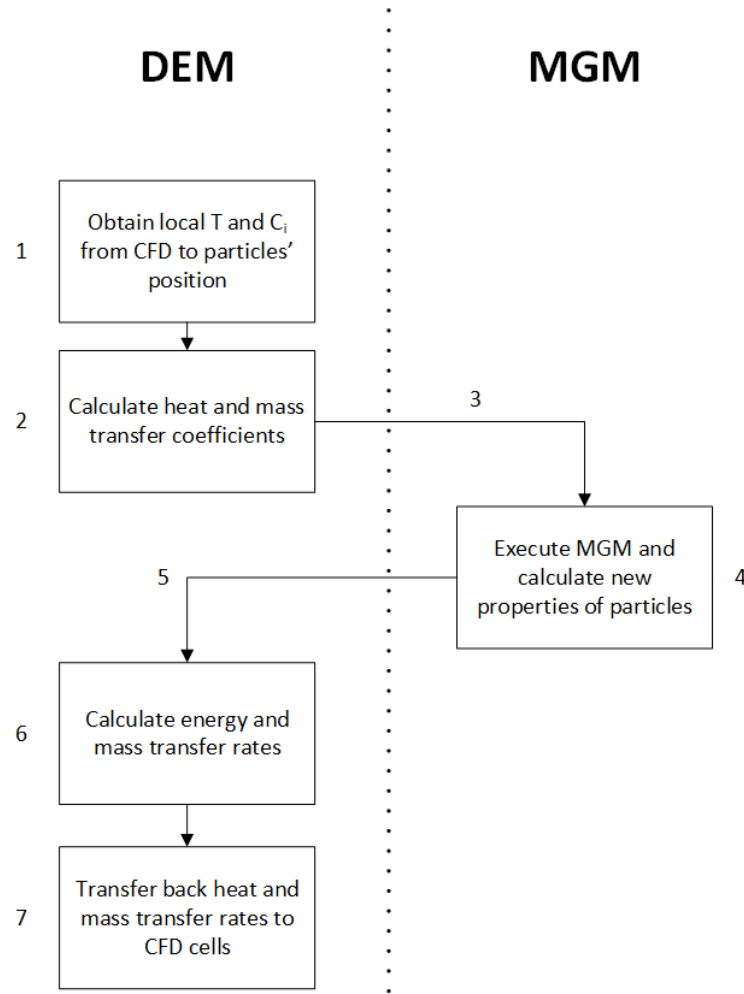 DEM
MGM
1
Obtain local T and Cᵢ
from CFD to particles'
position
2
Calculate heat and mass
transfer coefficients
3
Execute MGM and
calculate new
properties of particles
4
5
6
Calculate energy and
mass transfer rates
7
Transfer back heat and
mass transfer rates to
CFD cells